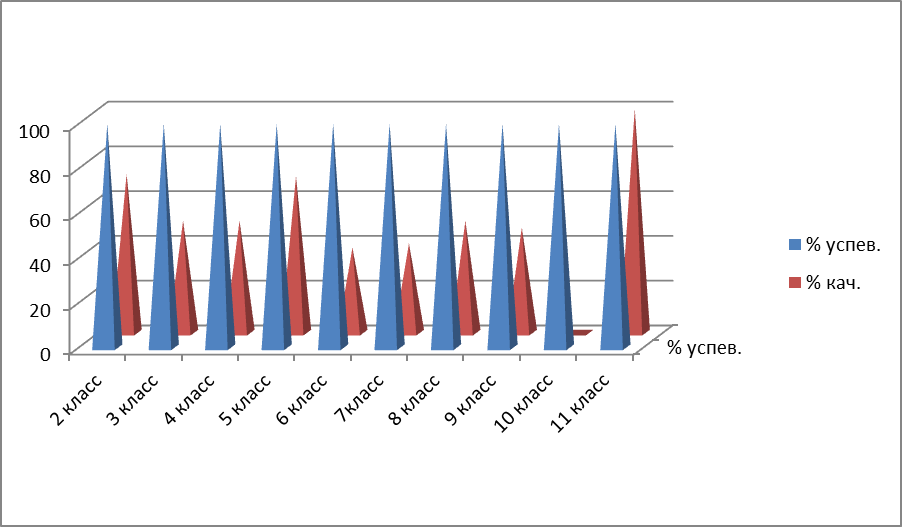 100
80
60
40
20
0
2 класс
3 класс
4 класс
5 класс
6 класс
7класс
8 класс
9 класс
10 класс
11 класс
% успев.
% успев.
% кач.